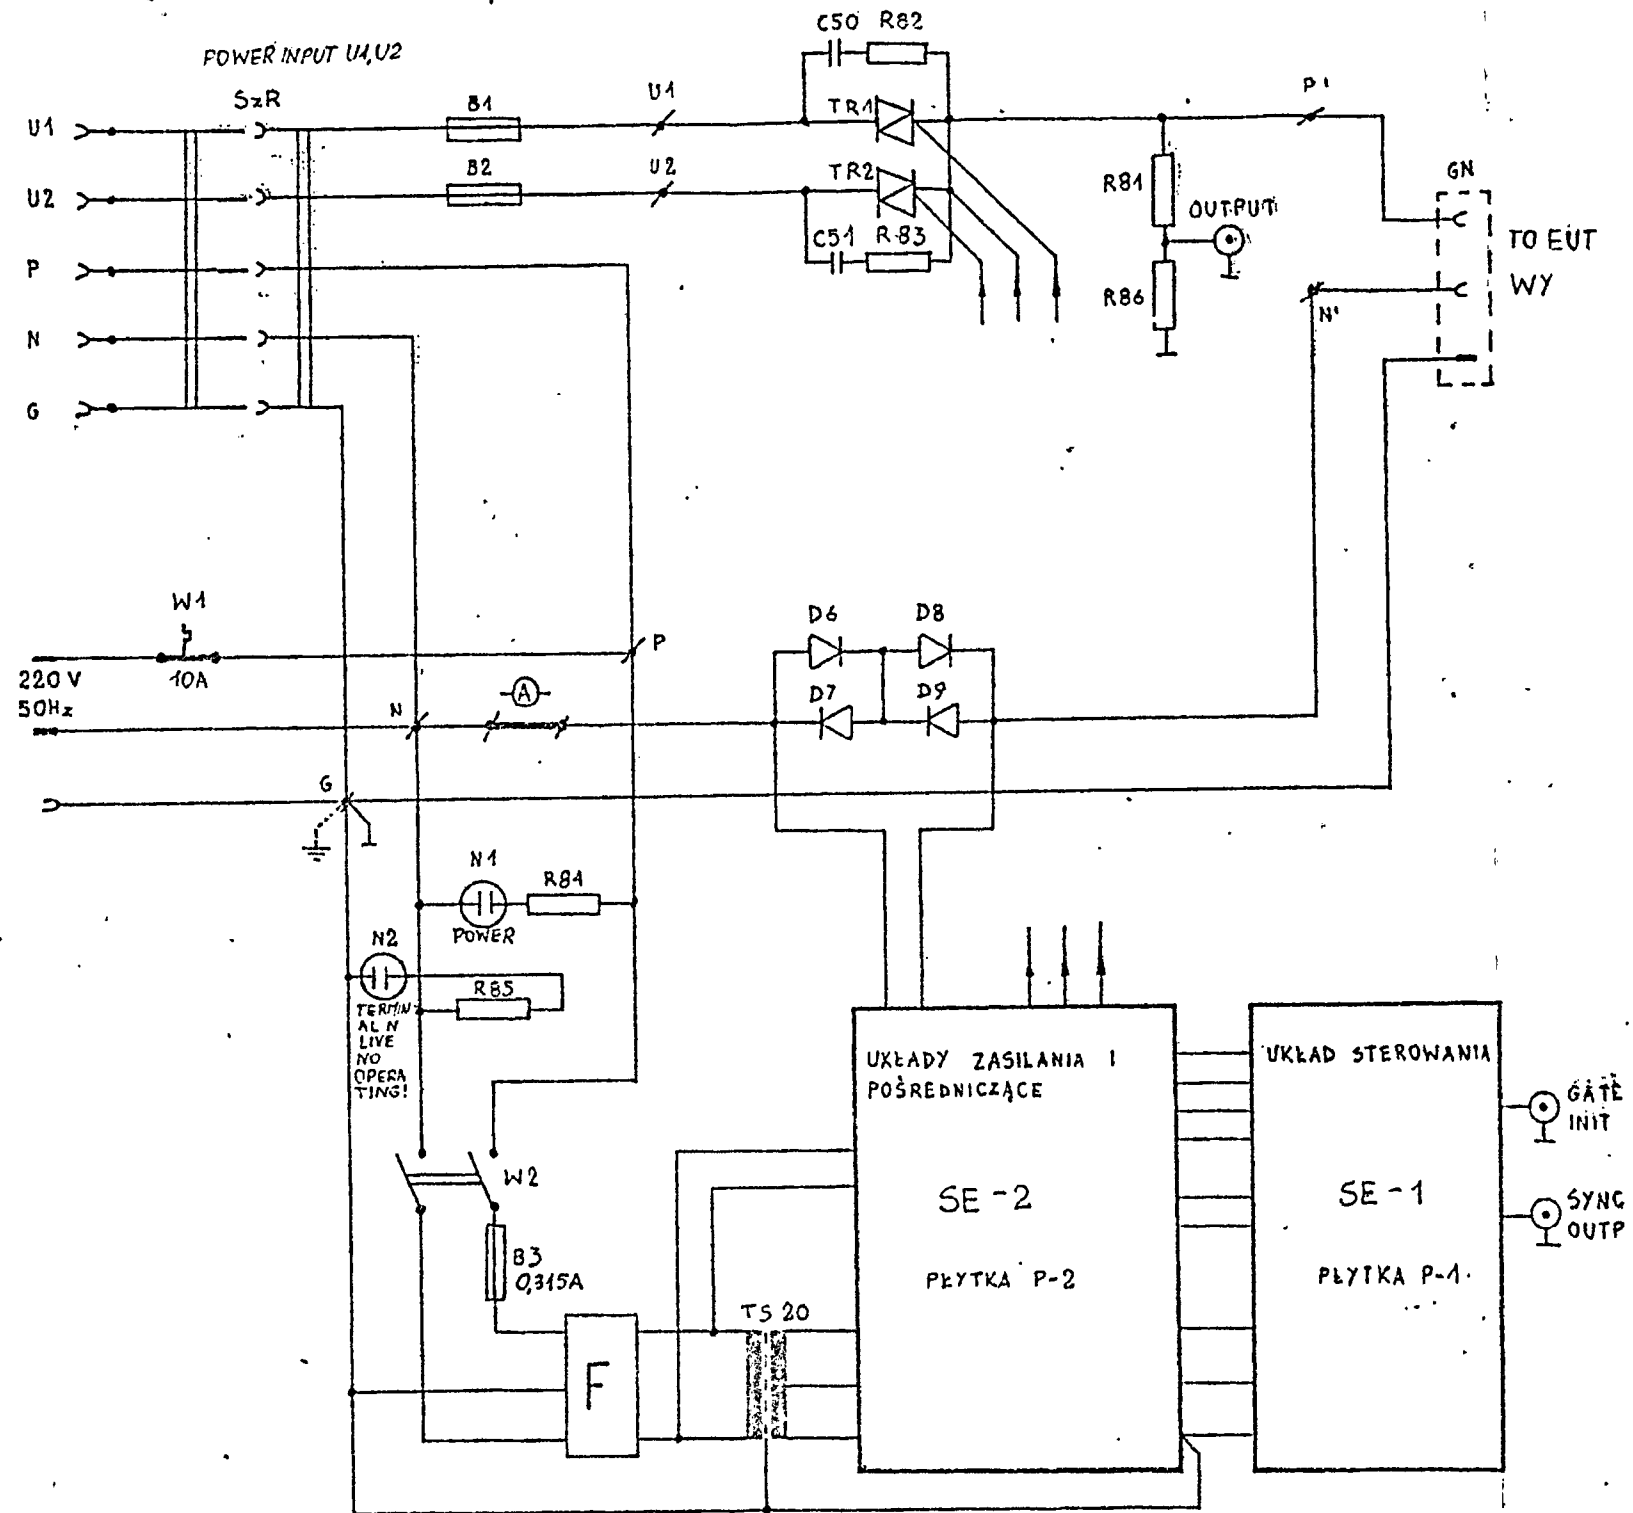 POWER INPUT U1,U2
C50 R82
SzR
B1
U1
TR1
P'
U1
B2
U2
TR2
R81
GN
U2
OUTPUT
C51 R83
TO EUT
P
R86
WY
N'
N
G
W1
D6
D8
P
220 V
10A
50Hz
A
D7
D9
N
G
N1
R84
POWER
N2
R85
TERMIN
AL N
LIVE
NO
OPERA
TING!
UKŁADY ZASILANIA I
POŚREDNICZĄCE
UKŁAD STEROWANIA
GATE
INIT
W2
SE-2
SE-1
SYNC
OUTP
B3
0,315A
PŁYTKA P-2
PŁYTKA P-1.
TS 20
F